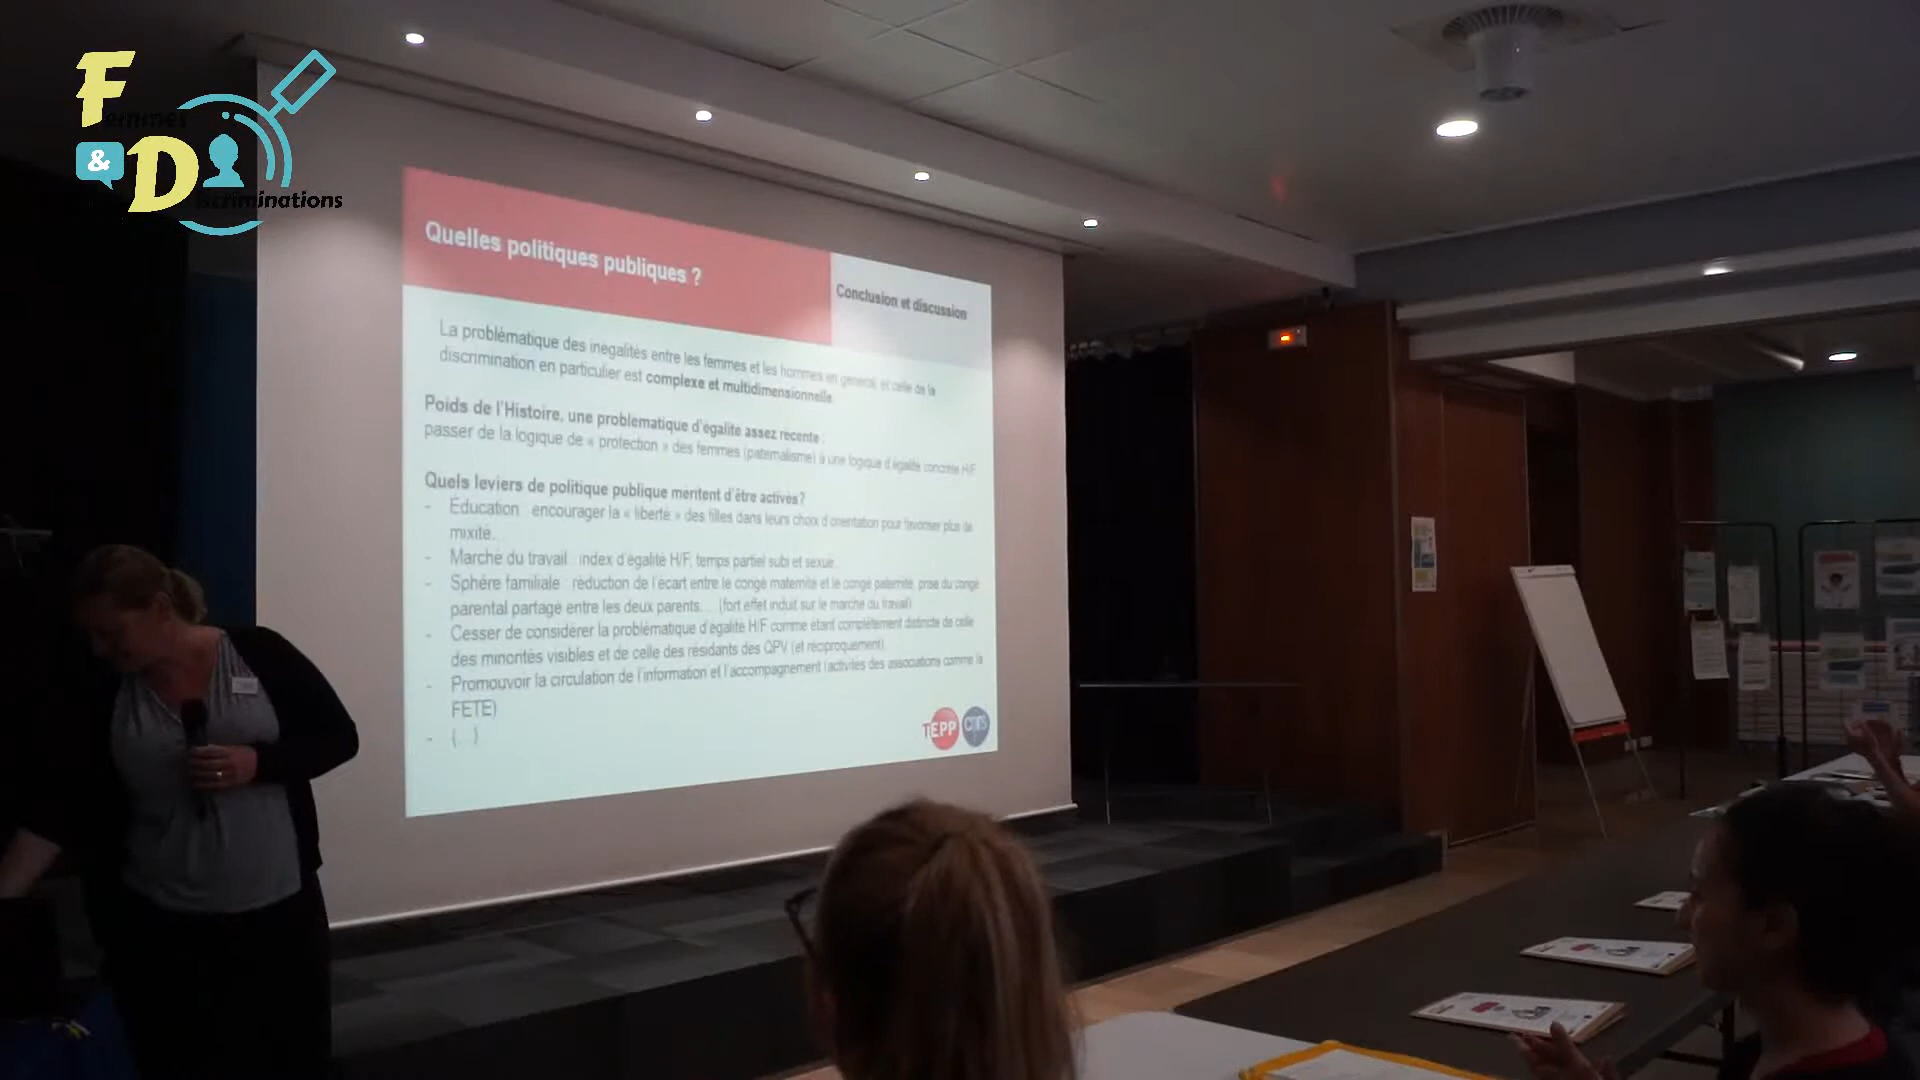 Femmes
& Discriminations
Quelles politiques publiques ?
Conclusion et discussion
La problématique des inégalités entre les femmes et les hommes en général, et celle de la
discrimination en particulier est complexe et multidimensionnelle
Poids de l'Histoire, une problématique d'égalité assez récente :
passer de la logique de « protection » des femmes (paternalisme) à une logique d'égalité concrète H/F
Quels leviers de politique publique méritent d'être activés?
- Éducation : encourager la « liberté » des filles dans leurs choix d'orientation pour favoriser plus de
mixité...
- Marché du travail : index d'égalité H/F, temps partiel subi et sexué...
- Sphère familiale : réduction de l'écart entre le congé maternité et le congé paternité, prise du congé
parental partagé entre les deux parents... (fort effet induit sur le marché du travail)
- Cesser de considérer la problématique d'égalité H/F comme étant complètement distincte de celle
des minorités visibles et de celle des résidants des QPV (et réciproquement)
- Promouvoir la circulation de l'information et l'accompagnement (activités des associations comme la
FETE)
- (...)
TEPP cnrs